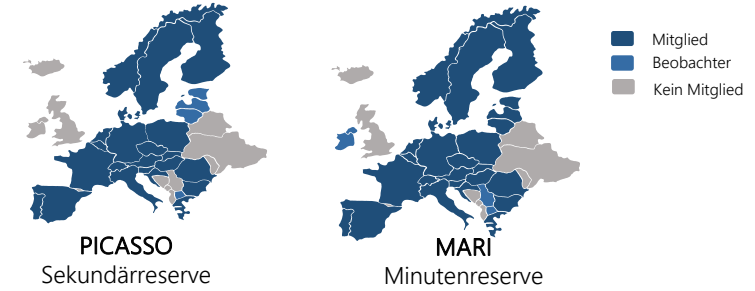 Mitglied
Beobachter
Kein Mitglied
PICASSO
Sekundärreserve
MARI
Minutenreserve